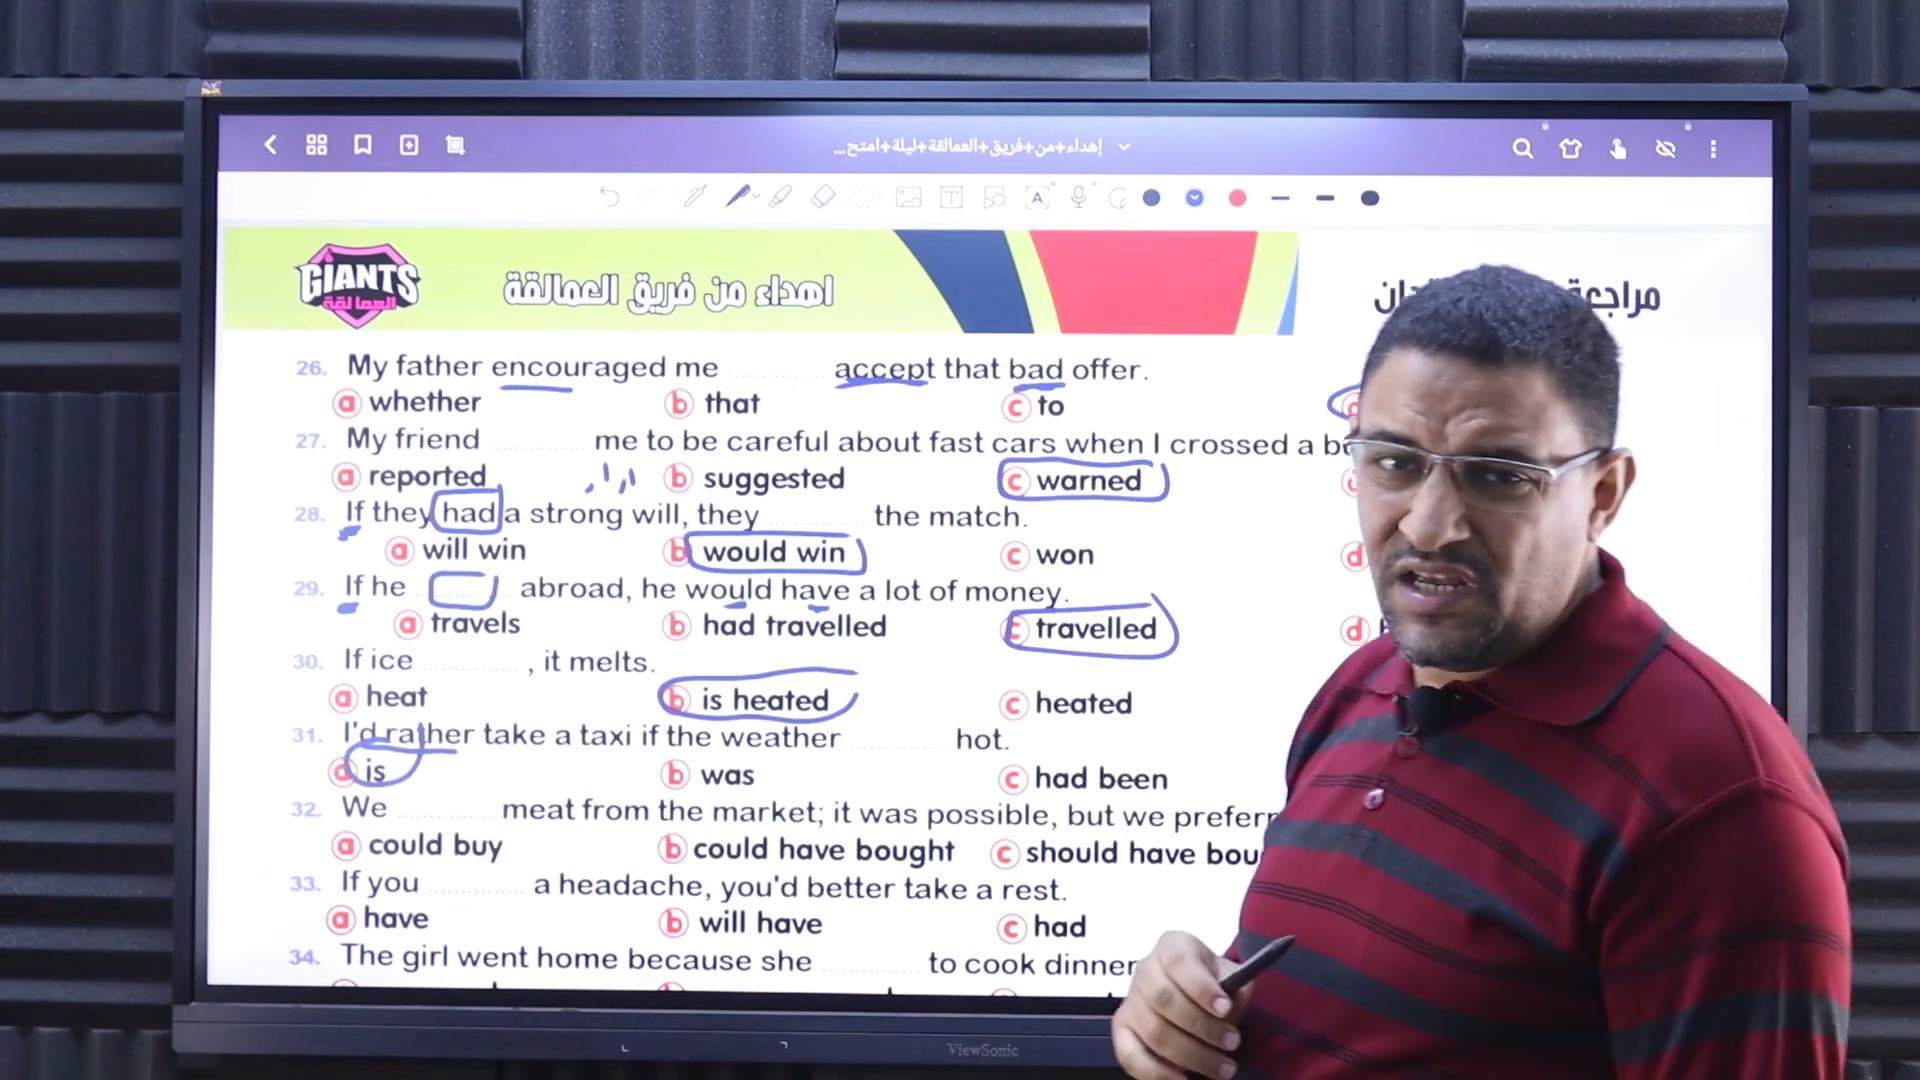 إهداء+من+فريق+العمالقة+ليلة+امتح...
GIANTS
العمالقة
اهداء من فريق العمالقة
مراجعة
26. My father encouraged me .......... accept that bad offer.
a whether b that c to
27. My friend .......... me to be careful about fast cars when I crossed a
a reported b suggested c warned
28. If they had a strong will, they .......... the match.
a will win b would win c won d
29. If he .......... abroad, he would have a lot of money.
a travels b had travelled c travelled d
30. If ice .......... , it melts.
a heat b is heated c heated
31. I'd rather take a taxi if the weather .......... hot.
a is b was c had been
32. We .......... meat from the market; it was possible, but we
a could buy b could have bought c should have
33. If you .......... a headache, you'd better take a rest.
a have b will have c had
34. The girl went home because she .......... to cook dinner
ViewSonic